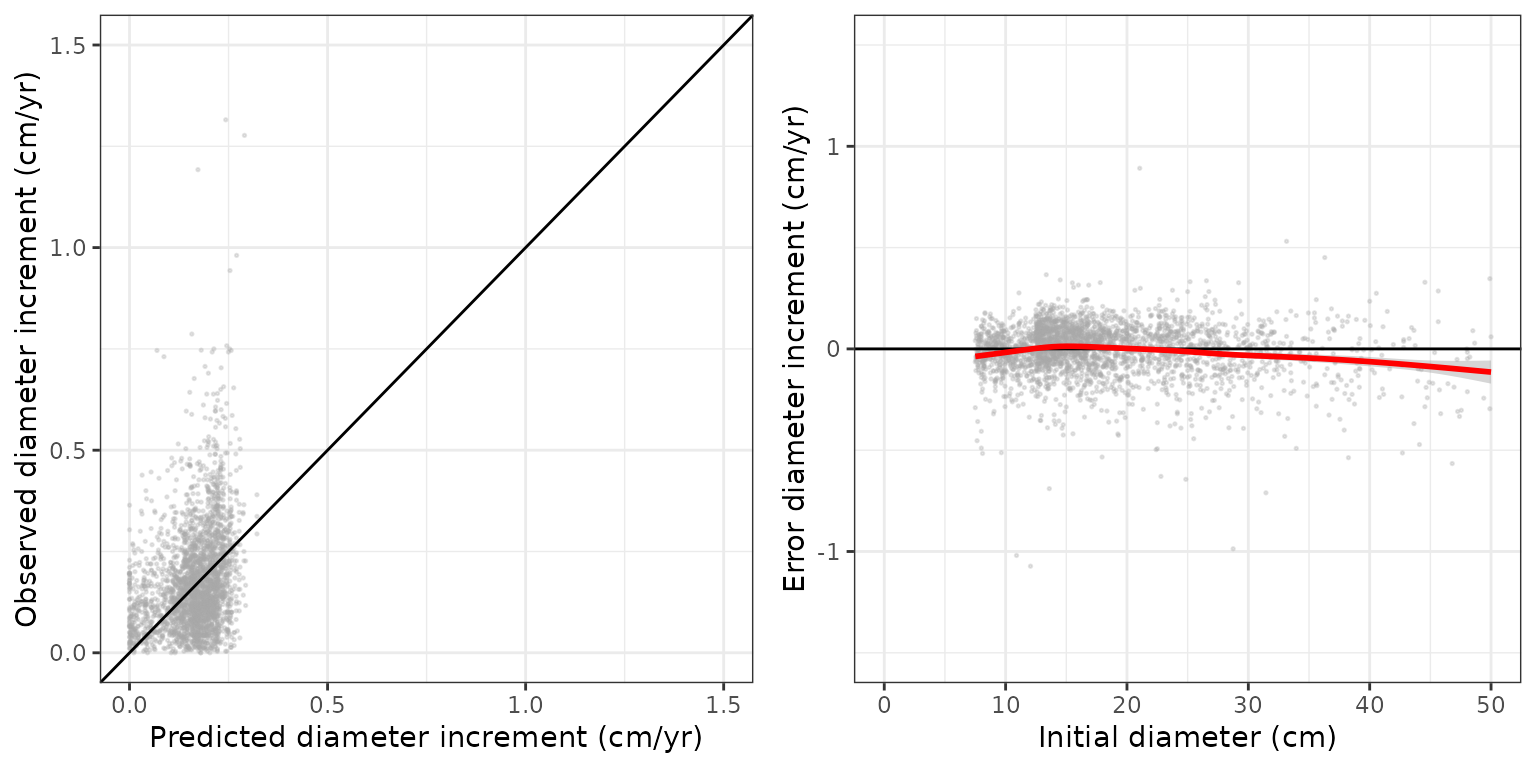 Observed diameter increment (cm/yr)
1.5
1.0
0.5
0.0
0.0 0.5 1.0 1.5
Predicted diameter increment (cm/yr)
Error diameter increment (cm/yr)
1
0
-1
0 10 20 30 40 50
Initial diameter (cm)